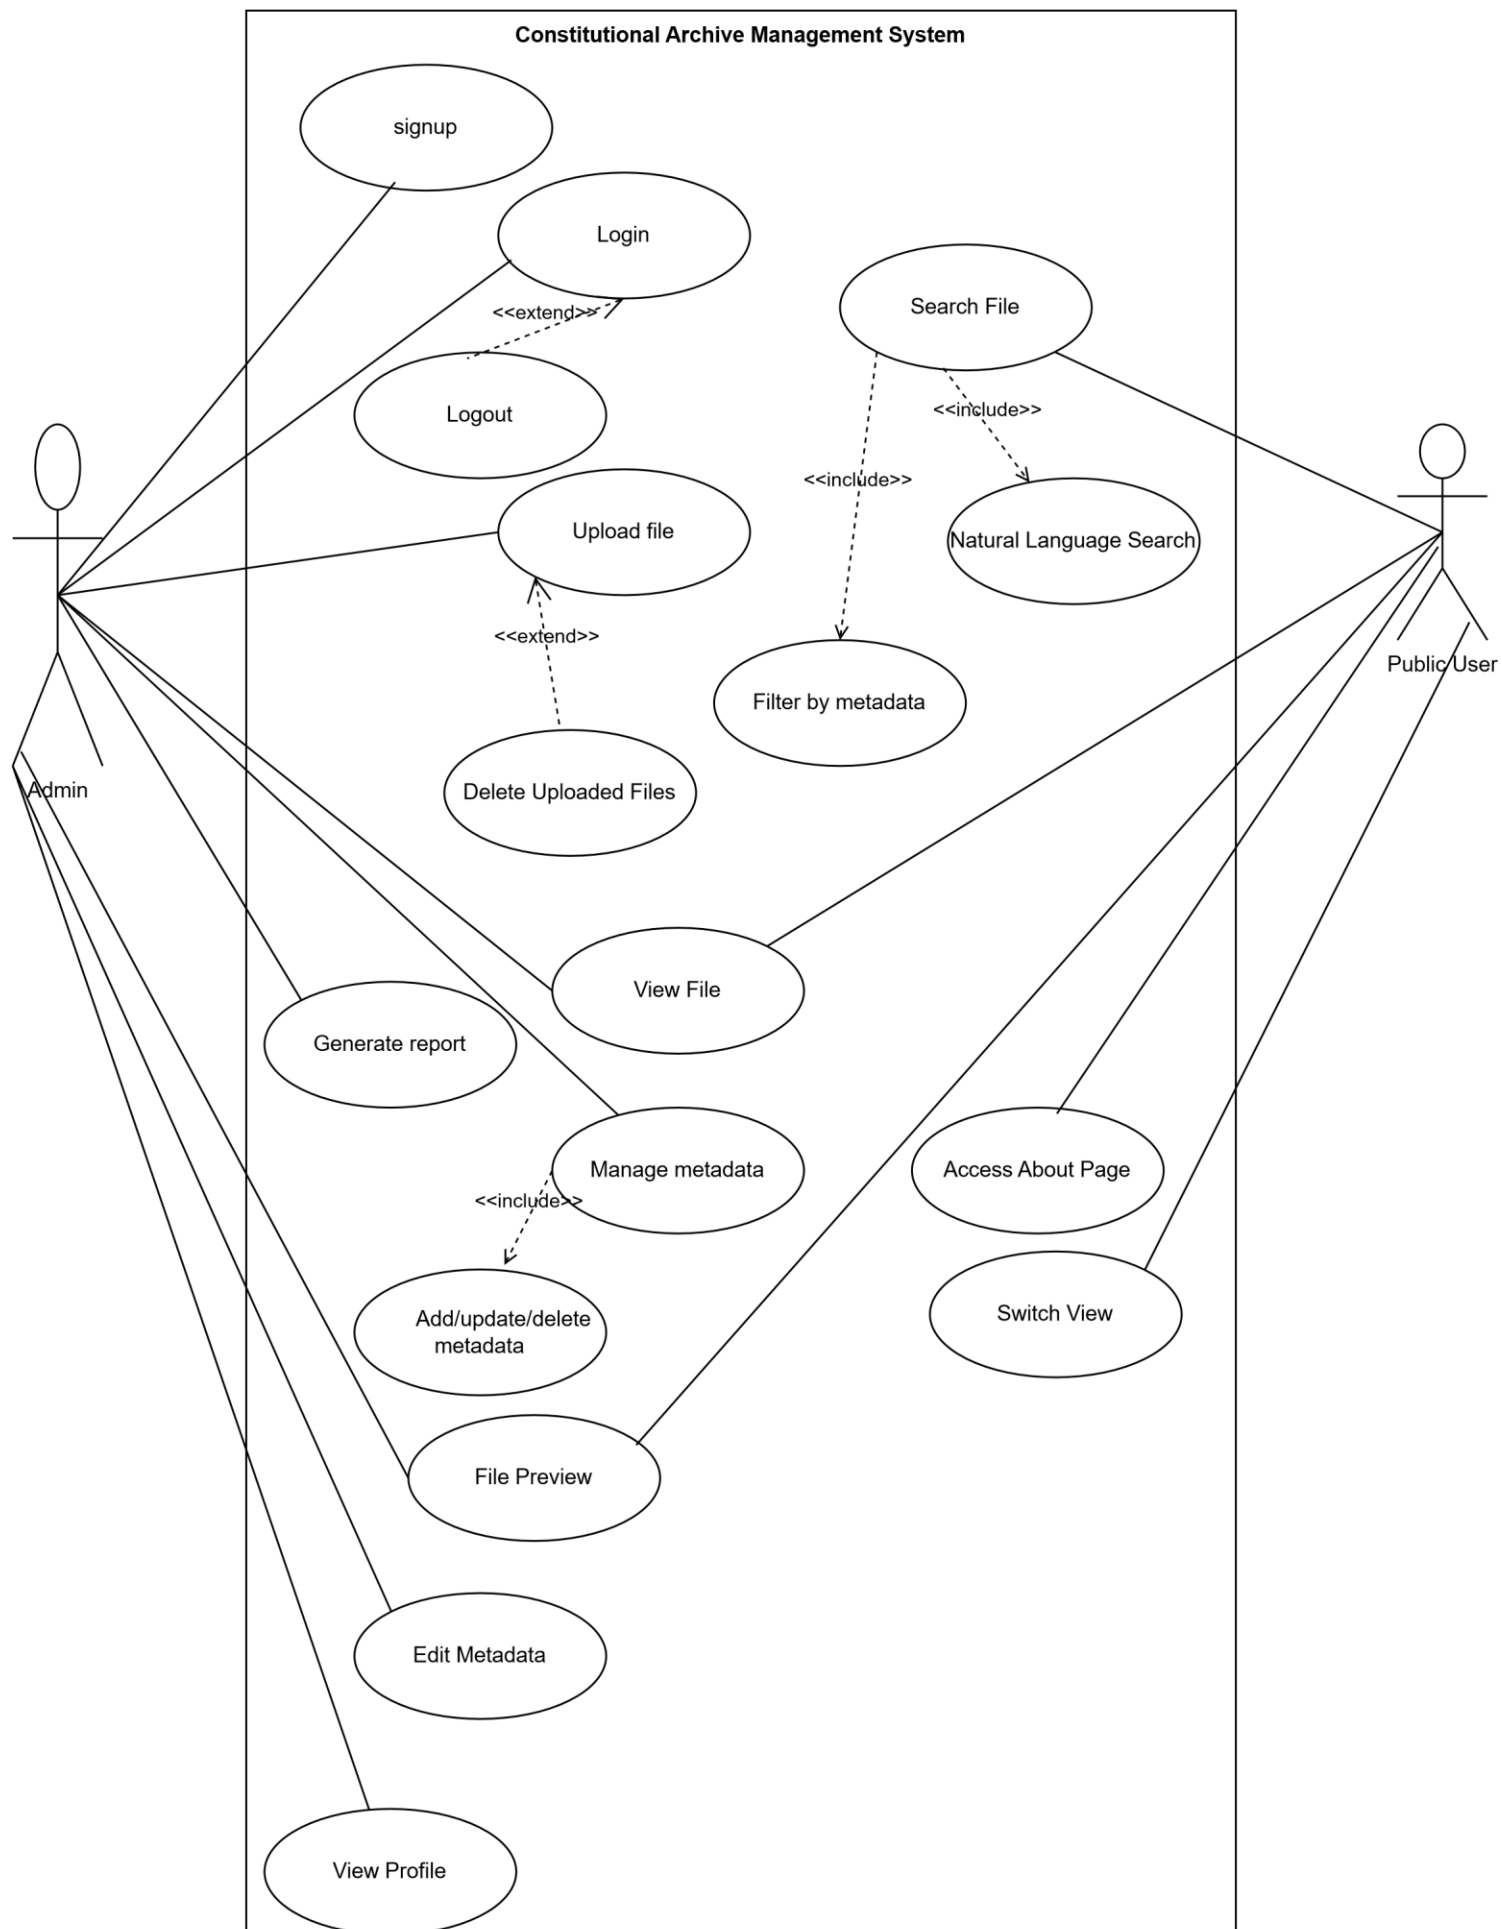 Constitutional Archive Management System
signup
Login
<<extend>>
Search File
Logout
<<include>>
<<include>>
Upload file
Natural Language Search
<<extend>>
Public User
Filter by metadata
Admin
Delete Uploaded Files
View File
Generate report
Manage metadata
Access About Page
<<include>>
Add/update/delete
metadata
Switch View
File Preview
Edit Metadata
View Profile